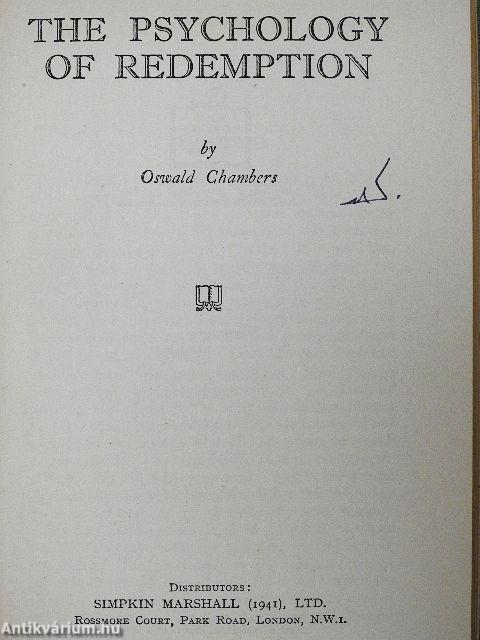 THE PSYCHOLOGY
OF REDEMPTION
by
Oswald Chambers
DISTRIBUTORS:
SIMPKIN MARSHALL (1941), LTD.
ROSSMORE COURT, PARK ROAD, LONDON, N.W.1.
Antikvárium.hu